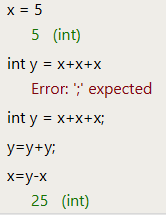 x = 5
5 (int)
int y = x+x+x
Error: ';' expected
int y = x+x+x;
y=y+y;
x=y-x
25 (int)